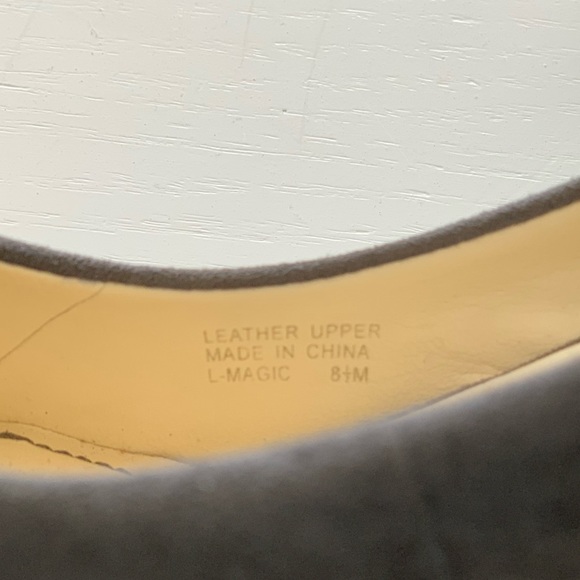 LEATHER UPPER
MADE IN CHINA
L-MAGIC 8½M